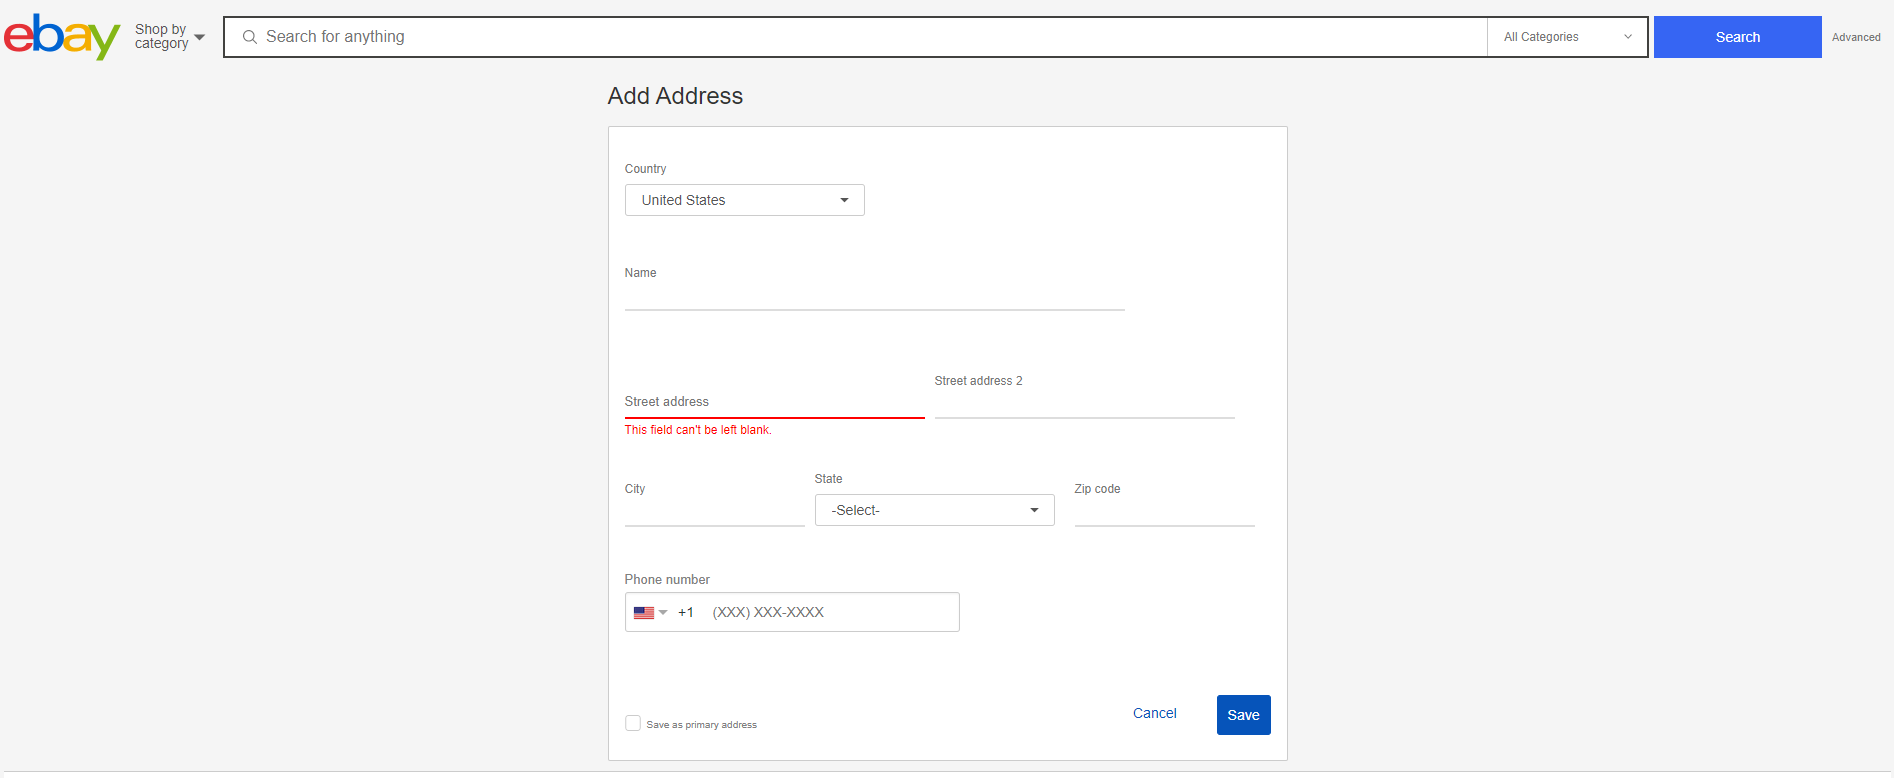 ebay
Shop by
category
Search for anything
All Categories
Search
Advanced
Add Address
Country
United States
Name
Street address 2
Street address
This field can't be left blank.
State
City
Zip code
-Select-
Phone number
+1 (XXX) XXX-XXXX
Cancel
Save
Save as primary address